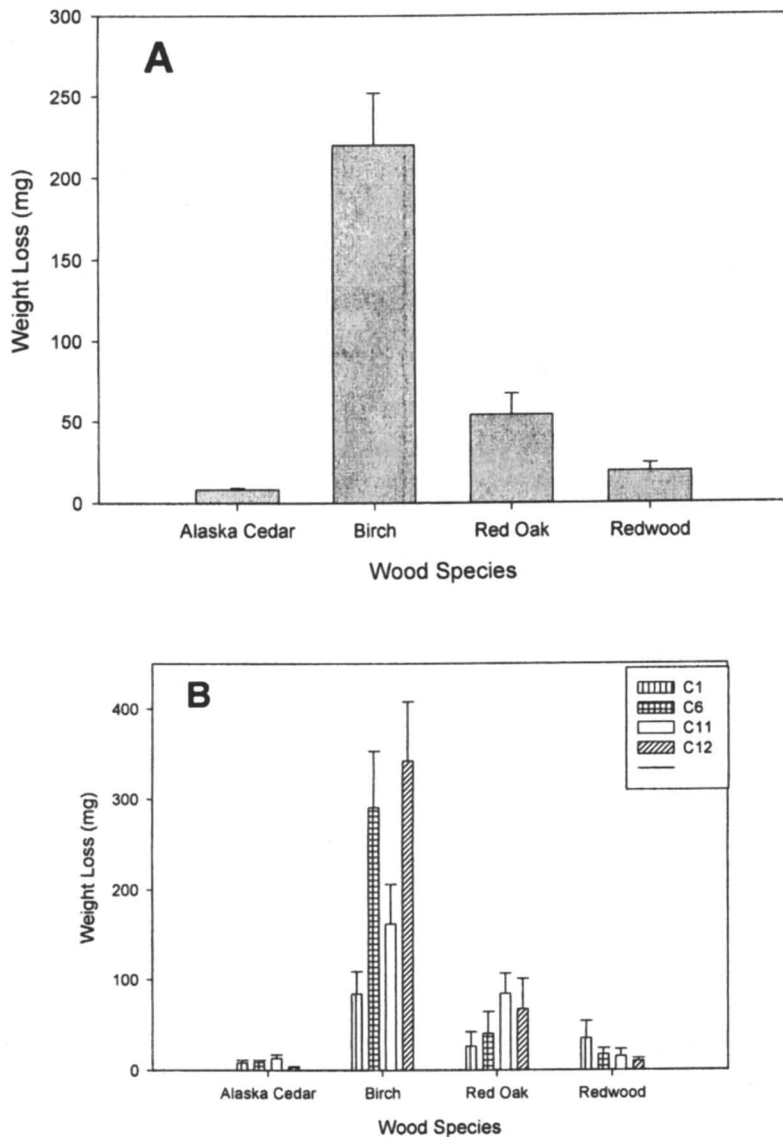 A
300
250
200
150
100
50
0
Weight Loss (mg)
Alaska Cedar Birch Red Oak Redwood
Wood Species
B
C1
C6
C11
C12
400
300
200
100
0
Weight Loss (mg)
Alaska Cedar Birch Red Oak Redwood
Wood Species